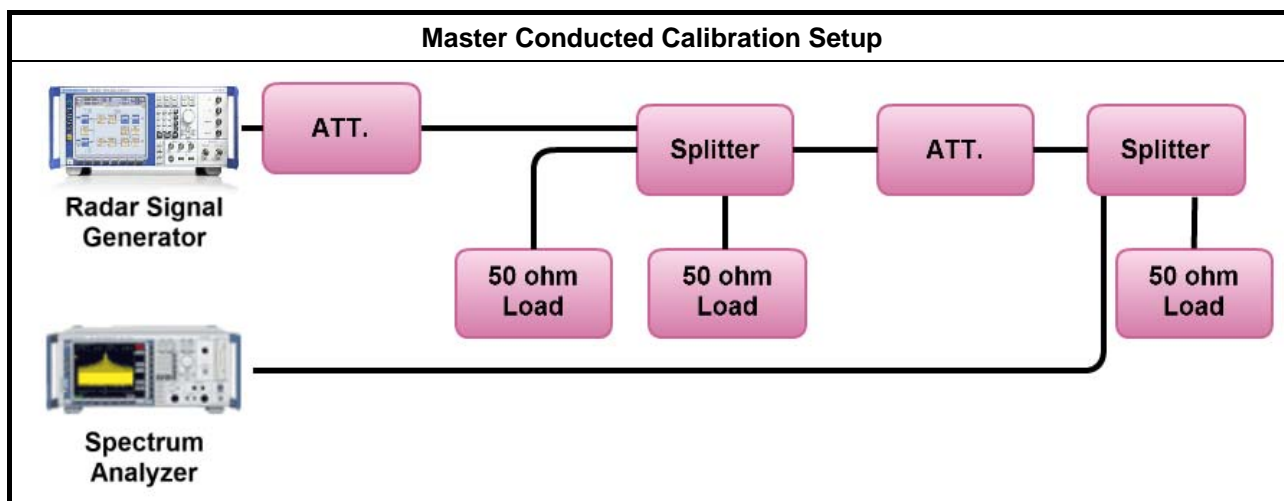 Master Conducted Calibration Setup
ATT.
Splitter
ATT.
Splitter
Radar Signal
Generator
50 ohm
Load
50 ohm
Load
50 ohm
Load
Spectrum
Analyzer